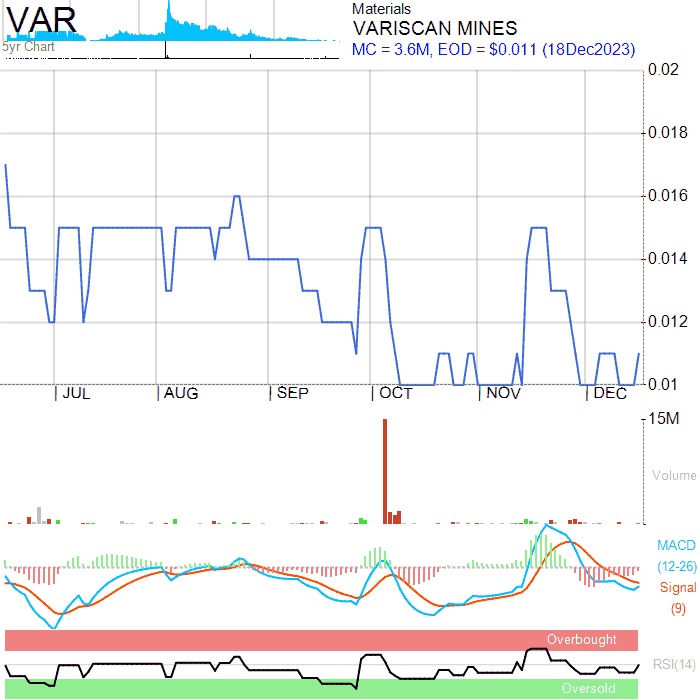 VAR
5yr Chart
Materials
VARISCAN MINES
MC = 3.6M, EOD = $0.011 (18Dec2023)
0.02
0.018
0.016
0.014
0.012
0.01
JUL AUG SEP OCT NOV DEC
15M
Volume
MACD
(12-26)
Signal
(9)
Overbought
RSI(14)
Oversold